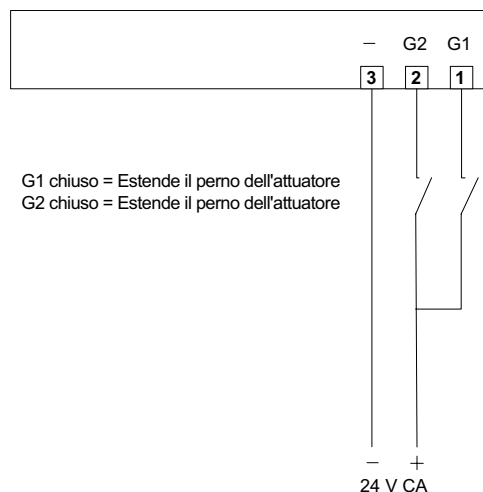 – G2 G1
3 2 1
G1 chiuso = Estende il perno dell'attuatore
G2 chiuso = Estende il perno dell'attuatore
– +
24 V CA